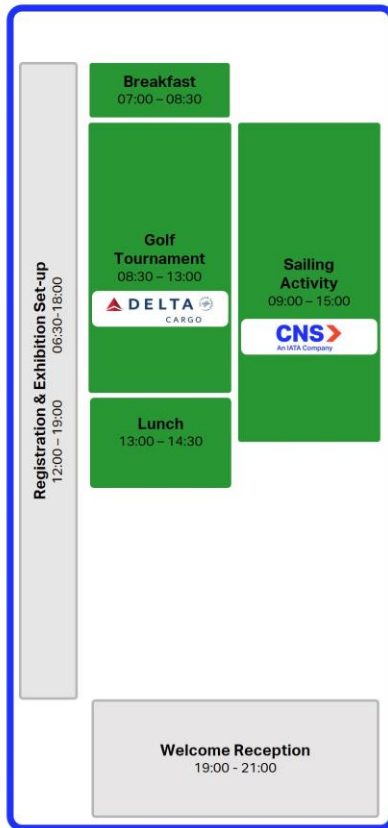 Registration & Exhibition Set-up
12:00 – 19:00 06:30-18:00
Breakfast
07:00 – 08:30
Golf
Tournament
08:30 – 13:00
DELTA
CARGO
Sailing
Activity
09:00 – 15:00
CNS
An IATA Company
Lunch
13:00 – 14:30
Welcome Reception
19:00 - 21:00